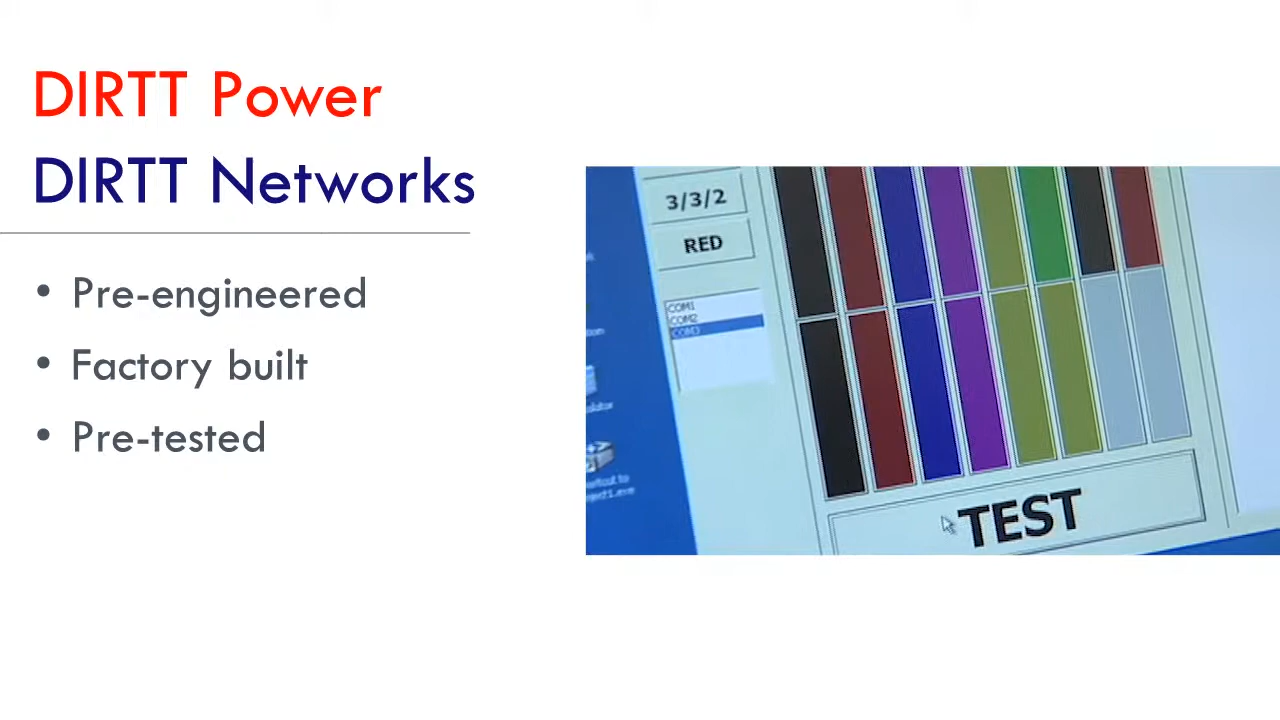 DIRTT Power
DIRTT Networks
• Pre-engineered
• Factory built
• Pre-tested
3/3/2
RED
COM1
COM2
COM3
TEST